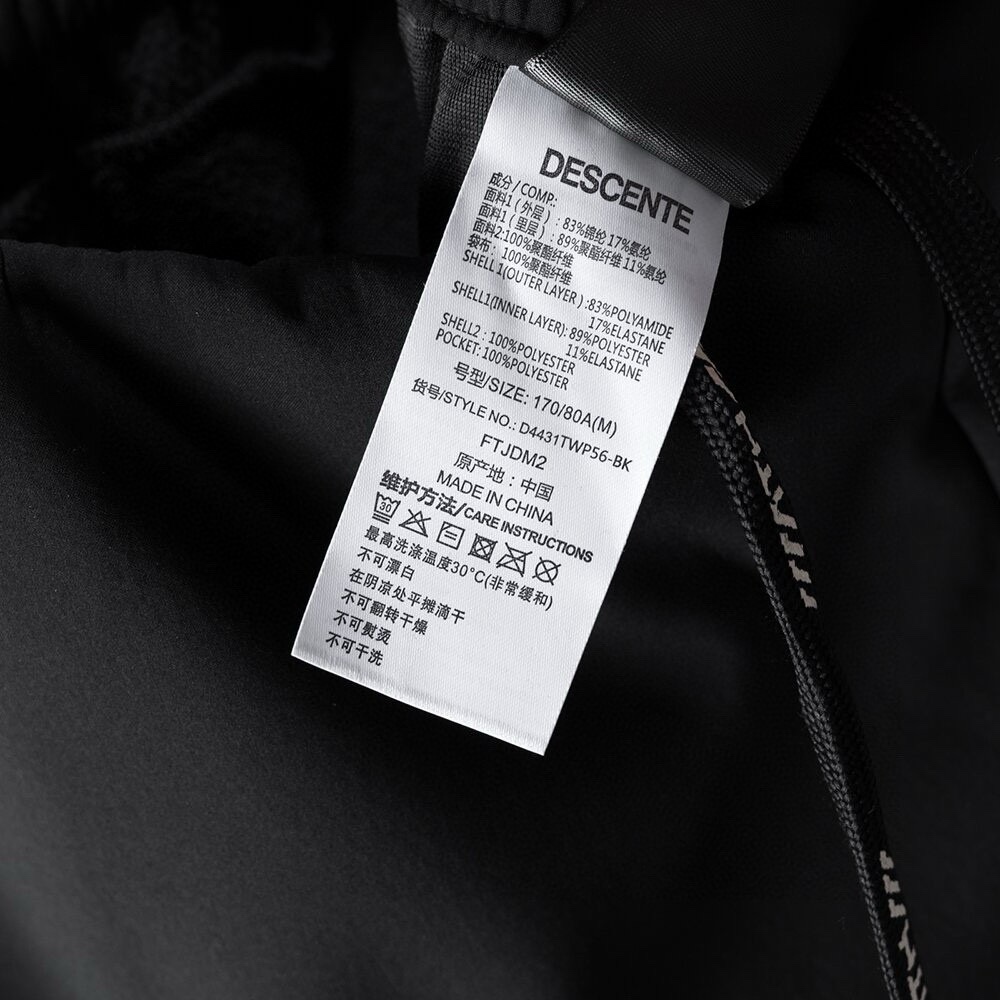 DESCENTE
成分/COMP:
面料1(外层):83%锦纶 17%氨纶
面料1(里层):89%聚酯纤维 11%氨纶
面料2:100%聚酯纤维
袋布:100%聚酯纤维
SHELL 1(OUTER LAYER):83%POLYAMIDE
17%ELASTANE
SHELL1(INNER LAYER): 89%POLYESTER
11%ELASTANE
SHELL2 : 100%POLYESTER
POCKET: 100%POLYESTER
号型/SIZE: 170/80A(M)
货号/STYLE NO.: D4431TWP56-BK
FTJDM2
原产地:中国
MADE IN CHINA
维护方法/CARE INSTRUCTIONS
30
最高洗涤温度30°C(非常缓和)
不可漂白
在阴凉处平摊滴干
不可翻转干燥
不可熨烫
不可干洗